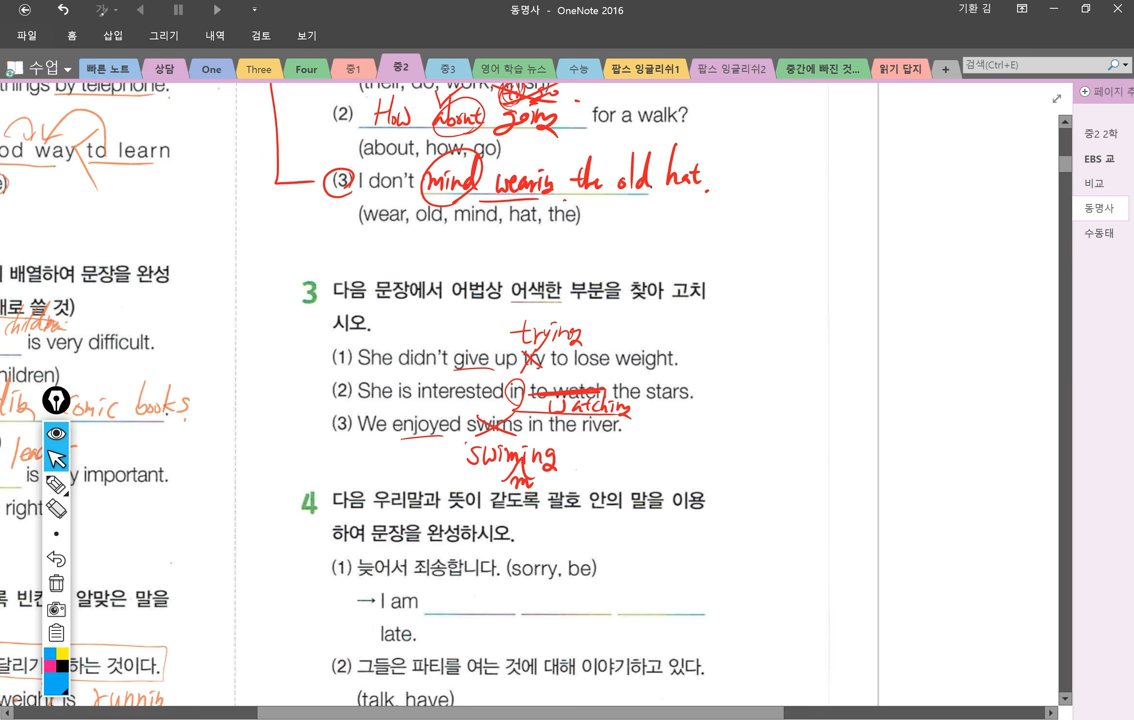 동명사 - OneNote 2016
기환 김
파일 홈 삽입 그리기 내역 검토 보기
수업 빠른 노트 상담 One Three Four 중1 중2 중3 영어 학습 뉴스 수능 팝스 잉글리쉬1 팝스 잉글리쉬2 중간에 빠진 것... 읽기 답지 +
검색(Ctrl+E)
페이지 추
중2 2학
EBS 교
비교
동명사
수동태
things by telephone.
od way to learn
배열하여 문장을 완성
대로 쓸 것)
children
is very difficult.
children)
comic books
is important.
right
록 빈칸 알맞은 말을
달리기 하는 것이다.
weight is runnin
(2) How about going for a walk?
(about, how, go)
(3) I don't mind wearing the old hat.
(wear, old, mind, hat, the)
3 다음 문장에서 어법상 어색한 부분을 찾아 고치
시오.
trying
(1) She didn't give up try to lose weight.
(2) She is interested in to watch the stars.
watching
(3) We enjoyed swims in the river.
swiming
m
4 다음 우리말과 뜻이 같도록 괄호 안의 말을 이용
하여 문장을 완성하시오.
(1) 늦어서 죄송합니다. (sorry, be)
→ I am
late.
(2) 그들은 파티를 여는 것에 대해 이야기하고 있다.
(talk, have)